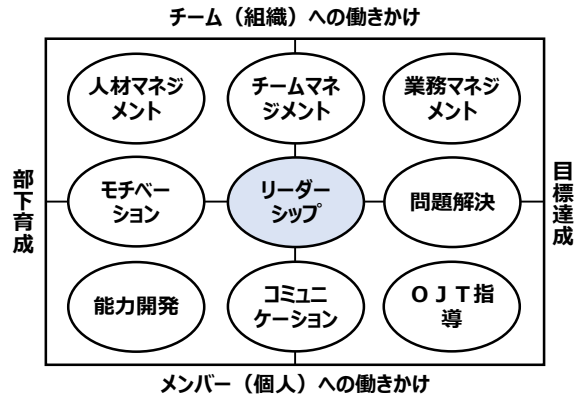 チーム（組織）への働きかけ
人材マネジ
メント
チームマネ
ジメント
業務マネジ
メント
部下育成
モチベー
ション
リーダー
シップ
問題解決
目標達成
能力開発
コミュニ
ケーション
ＯＪＴ指
導
メンバー（個人）への働きかけ